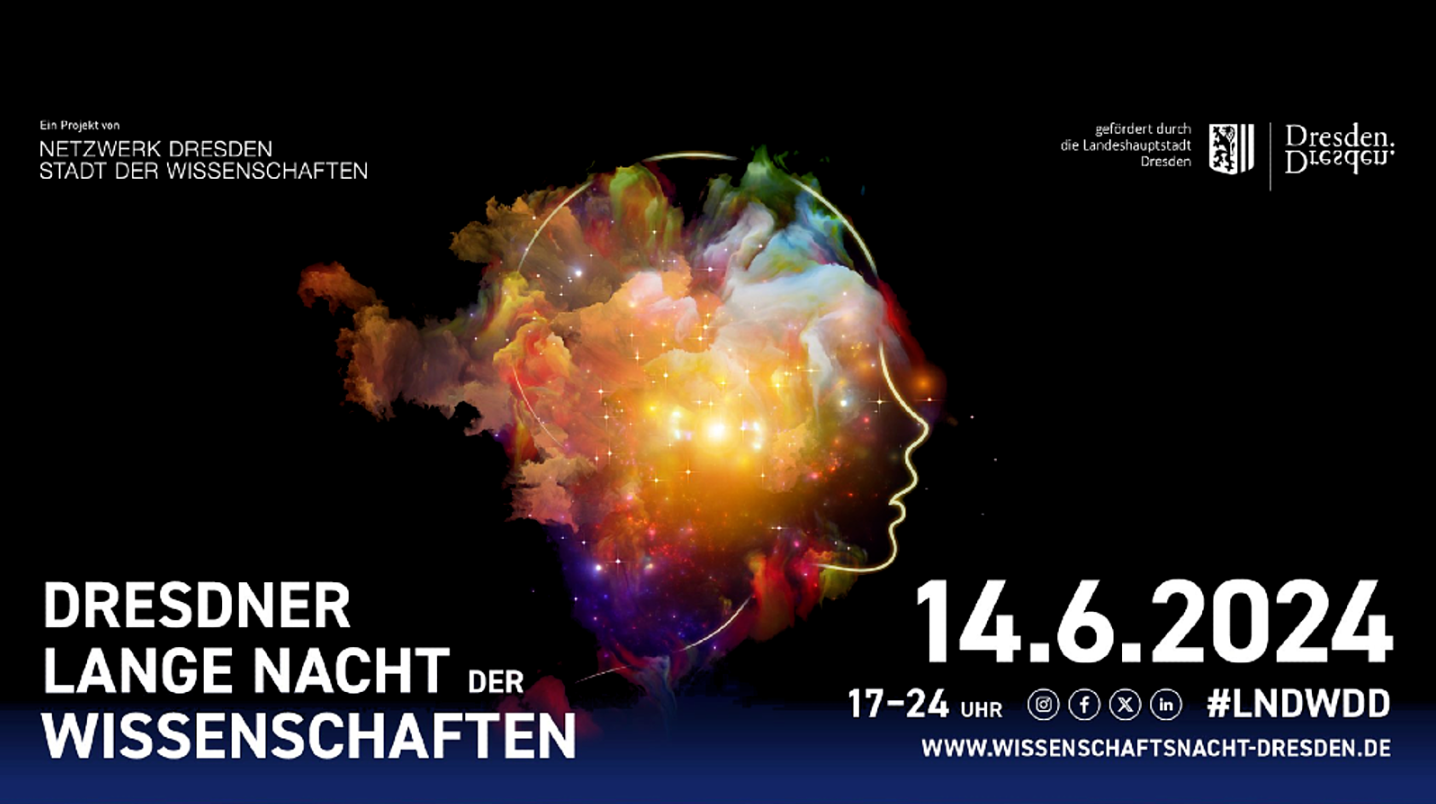 Ein Projekt von
NETZWERK DRESDEN
STADT DER WISSENSCHAFTEN
gefördert durch
die Landeshauptstadt
Dresden
Dresden.
Dresden.
DRESDNER
LANGE NACHT DER
WISSENSCHAFTEN
14.6.2024
17–24 UHR #LNDWDD
WWW.WISSENSCHAFTSNACHT-DRESDEN.DE